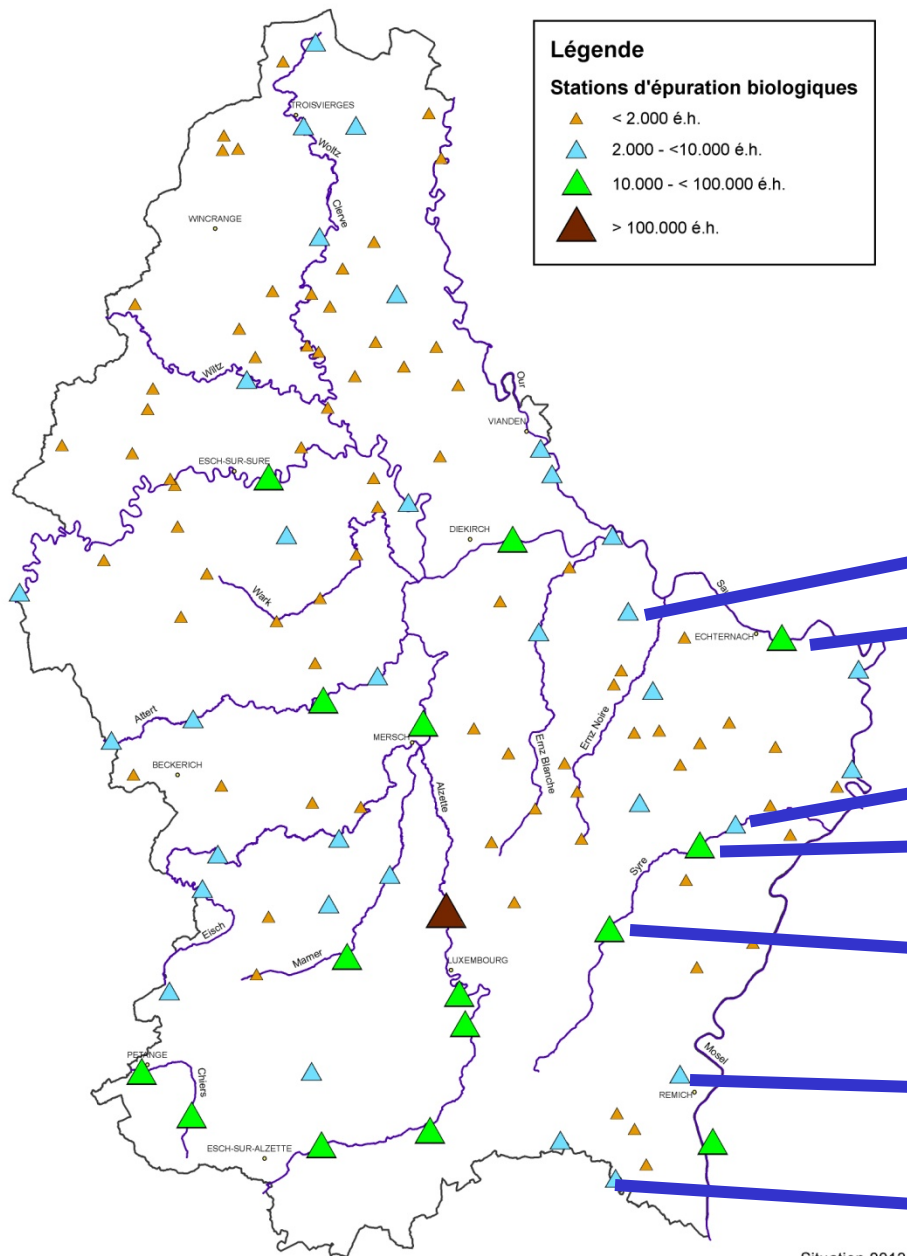 Légende
Stations d'épuration biologiques
< 2.000 é.h.
2.000 - <10.000 é.h.
10.000 - < 100.000 é.h.
> 100.000 é.h.
TROISVIERGES
Woltz
WINCRANGE
Clerve
Wiltz
Our
VIANDEN
ESCH-SUR-SURE
DIEKIRCH
Wark
ECHTERNACH
Attert
MERSCH
BECKERICH
Alzette
Ernz Blanche
Ernz Noire
Syre
Eisch
Mamer
LUXEMBOURG
PETANGE
Chiers
Mosel
REMICH
ESCH-SUR-ALZETTE